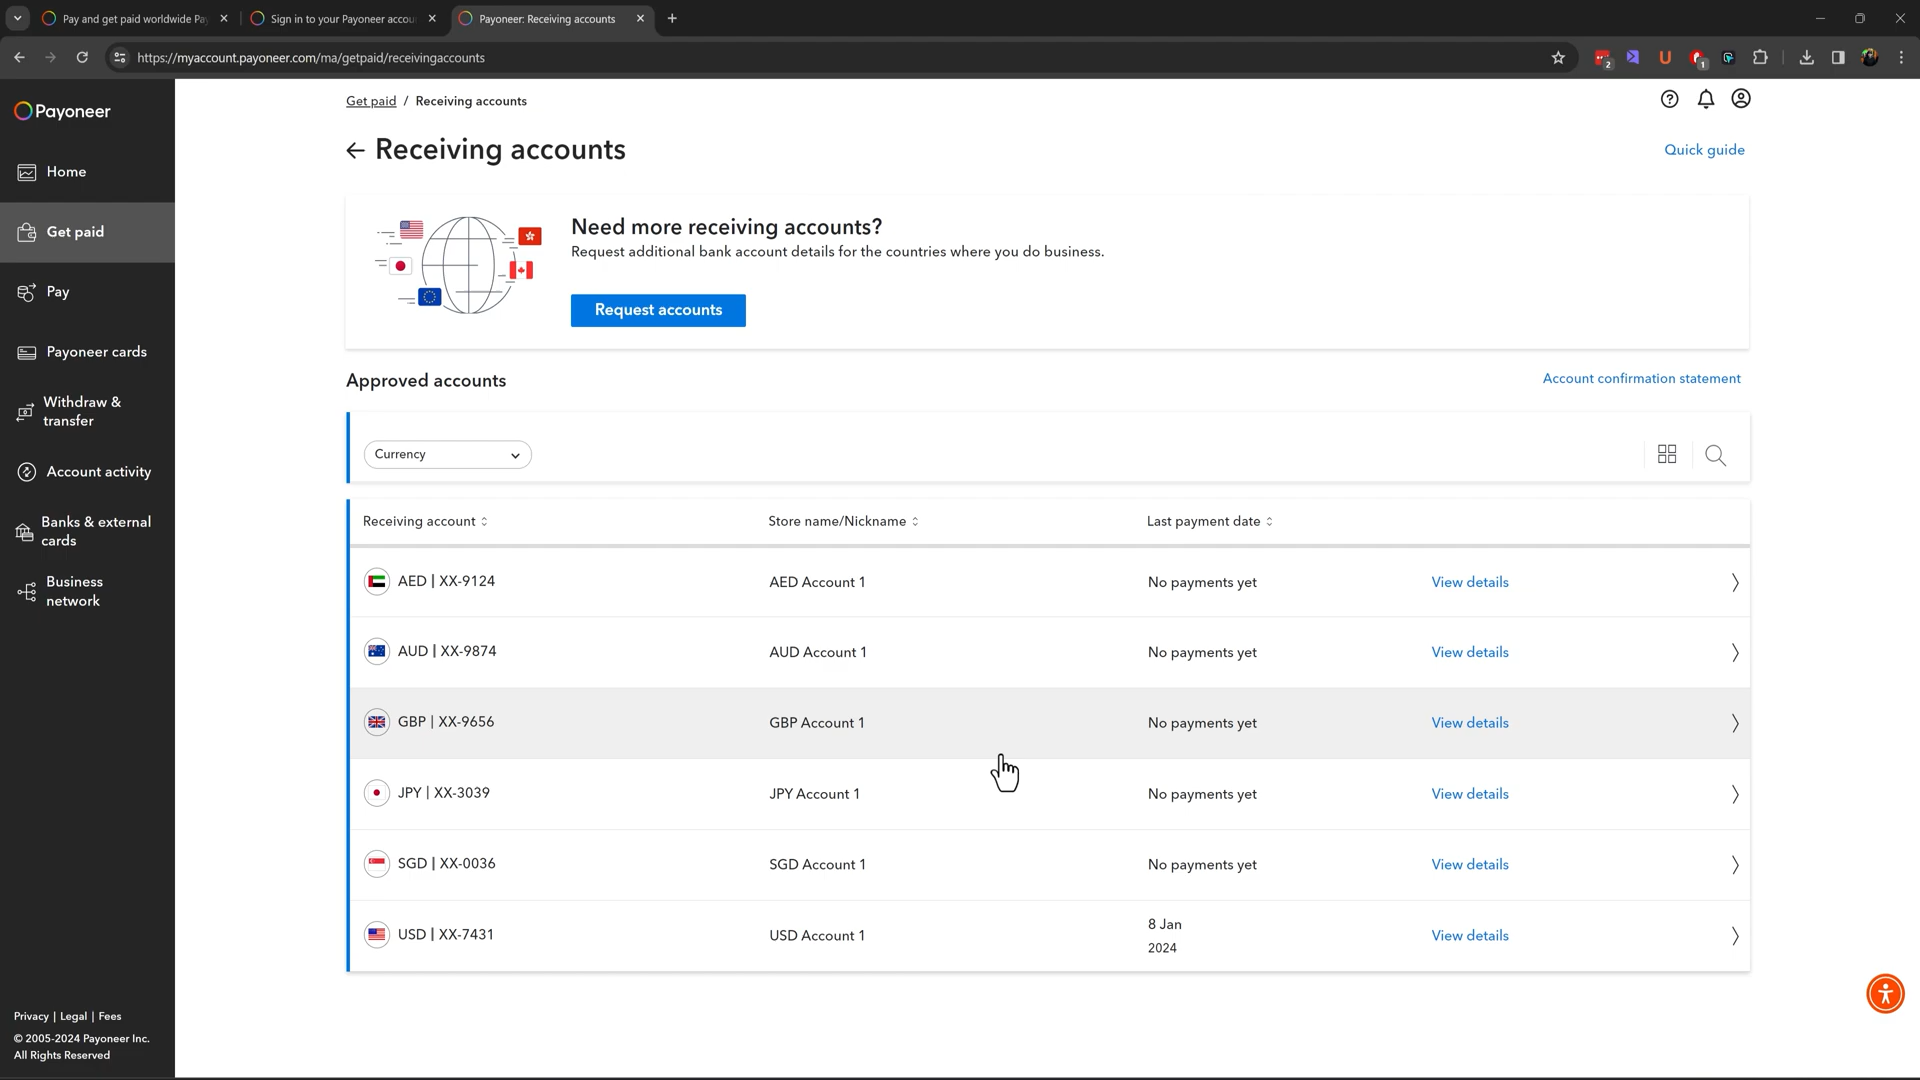 Pay and get paid worldwide Pa
Sign in to your Payoneer accou
Payoneer: Receiving accounts
https://myaccount.payoneer.com/ma/getpaid/receivingaccounts
2
U
1
Payoneer
Home
Get paid
Pay
Payoneer cards
Withdraw &
transfer
Account activity
Banks & external
cards
Business
network
Privacy | Legal | Fees
© 2005-2024 Payoneer Inc.
All Rights Reserved
Get paid / Receiving accounts
Receiving accounts
Quick guide
Need more receiving accounts?
Request additional bank account details for the countries where you do business.
Request accounts
Approved accounts
Account confirmation statement
Currency
Receiving account Store name/Nickname Last payment date
AED | XX-9124 AED Account 1 No payments yet View details
AUD | XX-9874 AUD Account 1 No payments yet View details
GBP | XX-9656 GBP Account 1 No payments yet View details
JPY | XX-3039 JPY Account 1 No payments yet View details
SGD | XX-0036 SGD Account 1 No payments yet View details
USD | XX-7431 USD Account 1 8 Jan 2024 View details